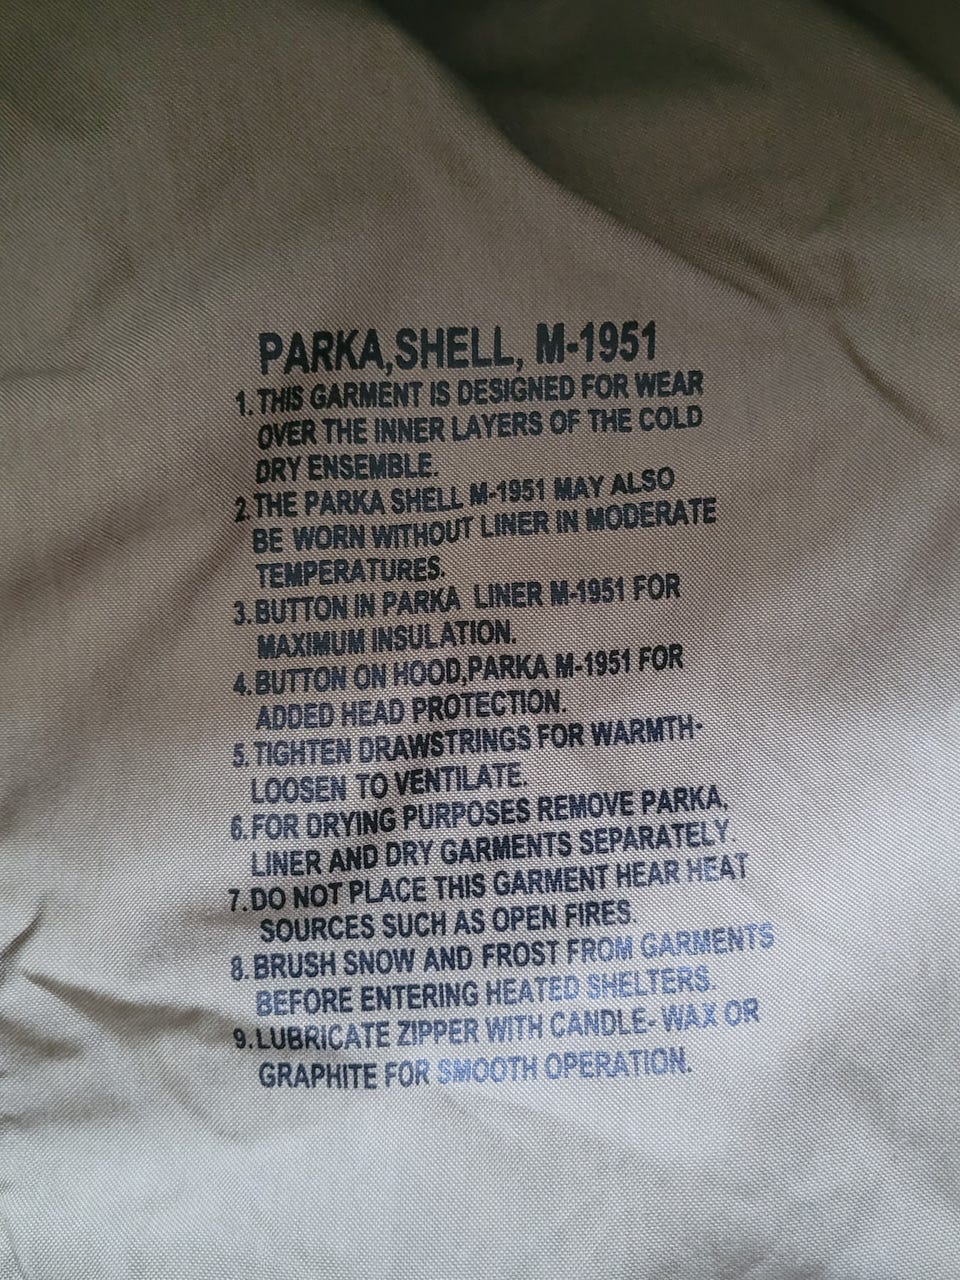 PARKA,SHELL, M-1951
1. THIS GARMENT IS DESIGNED FOR WEAR
OVER THE INNER LAYERS OF THE COLD
DRY ENSEMBLE.
2. THE PARKA SHELL M-1951 MAY ALSO
BE WORN WITHOUT LINER IN MODERATE
TEMPERATURES.
3. BUTTON IN PARKA LINER M-1951 FOR
MAXIMUM INSULATION.
4. BUTTON ON HOOD,PARKA M-1951 FOR
ADDED HEAD PROTECTION.
5. TIGHTEN DRAWSTRINGS FOR WARMTH-
LOOSEN TO VENTILATE.
6. FOR DRYING PURPOSES REMOVE PARKA,
LINER AND DRY GARMENTS SEPARATELY.
7. DO NOT PLACE THIS GARMENT HEAR HEAT
SOURCES SUCH AS OPEN FIRES.
8. BRUSH SNOW AND FROST FROM GARMENTS
BEFORE ENTERING HEATED SHELTERS.
9. LUBRICATE ZIPPER WITH CANDLE- WAX OR
GRAPHITE FOR SMOOTH OPERATION.